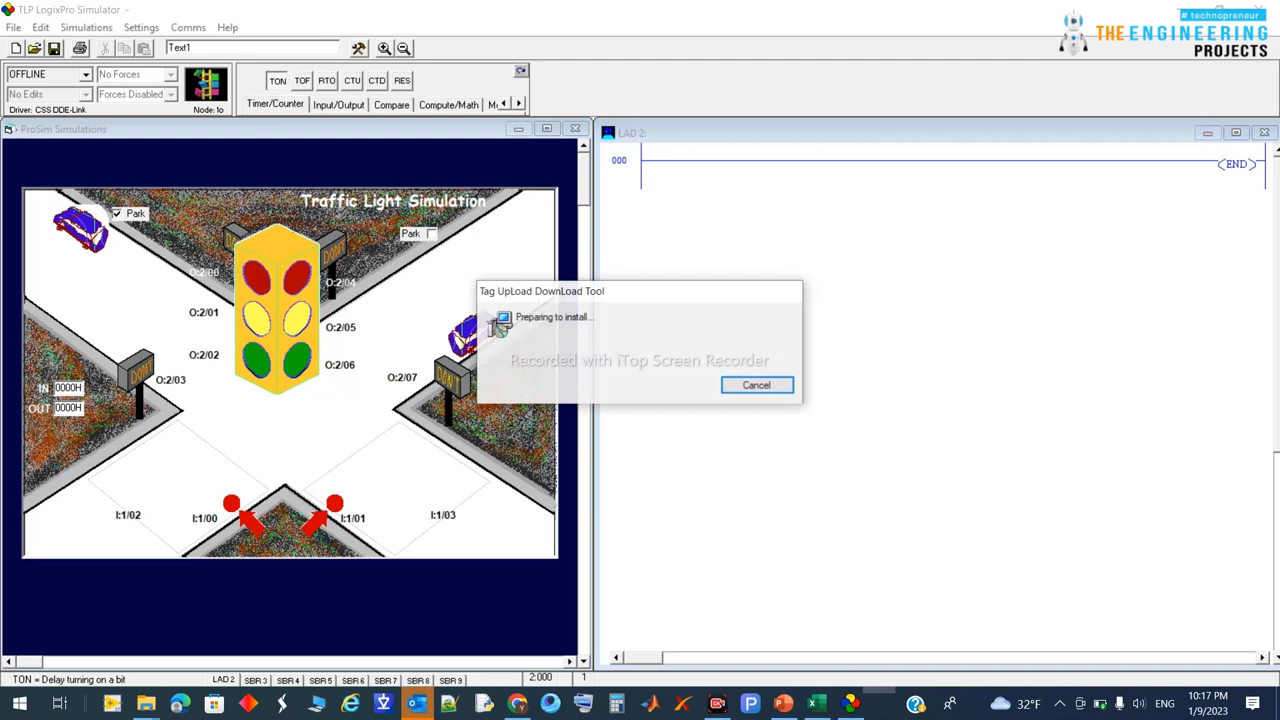 TLP LogixPro Simulator -
# technopreneur
THE ENGINEERING
PROJECTS
File Edit Simulations Settings Comms Help
Text1
OFFLINE No Forces
No Edits Forces Disabled
Driver: CSS DDE-Link Node: 1o
TON TOF RTO CTU CTD RES
Timer/Counter Input/Output Compare Compute/Math
ProSim Simulations
LAD 2:
000
END
Traffic Light Simulation
Park
Park
O:2/00
O:2/04
O:2/01
O:2/05
O:2/02
O:2/06
O:2/03
O:2/07
DON'T
IN 0000H
OUT 0000H
I:1/02
I:1/00
I:1/01
I:1/03
Tag UpLoad DownLoad Tool
Preparing to install...
Recorded with iTop Screen Recorder
Cancel
TON = Delay turning on a bit
LAD 2 SBR 3 SBR 4 SBR 5 SBR 6 SBR 7 SBR 8 SBR 9 2:000 1
32°F
ENG
10:17 PM
1/9/2023